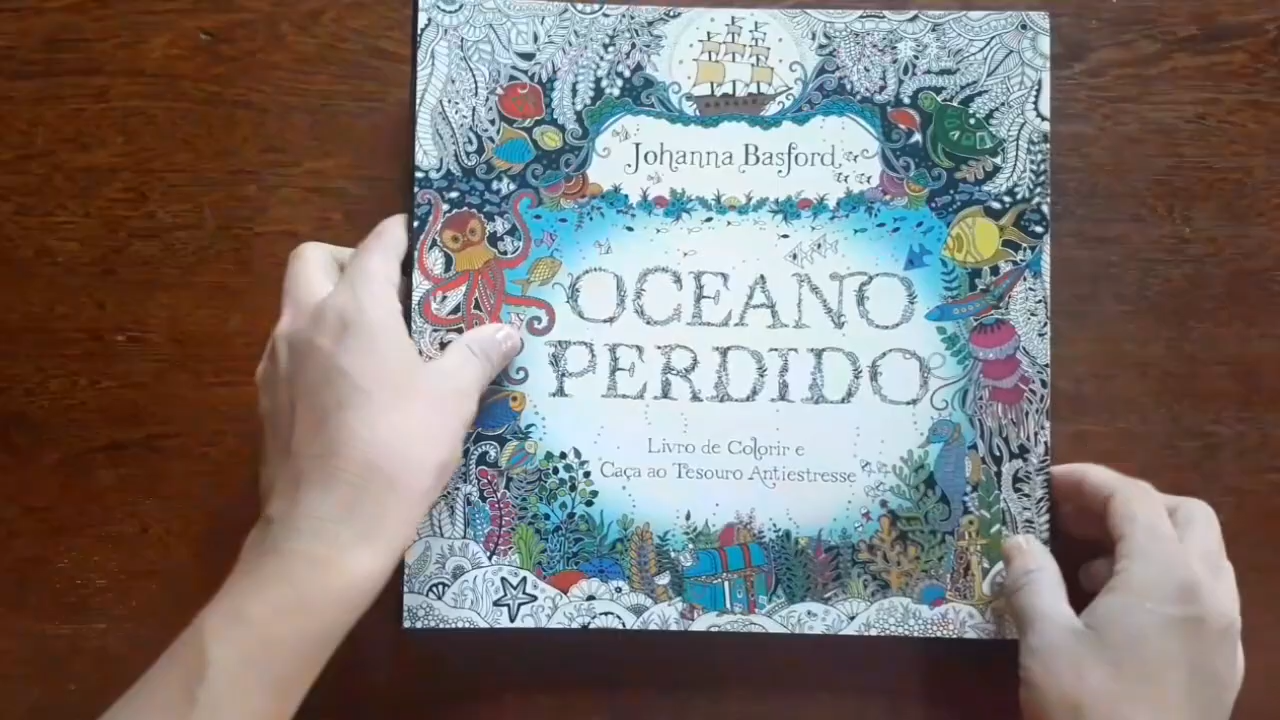 Johanna Basford
OCEANO
PERDIDO
Livro de Colorir e
Caça ao Tesouro Antiestresse